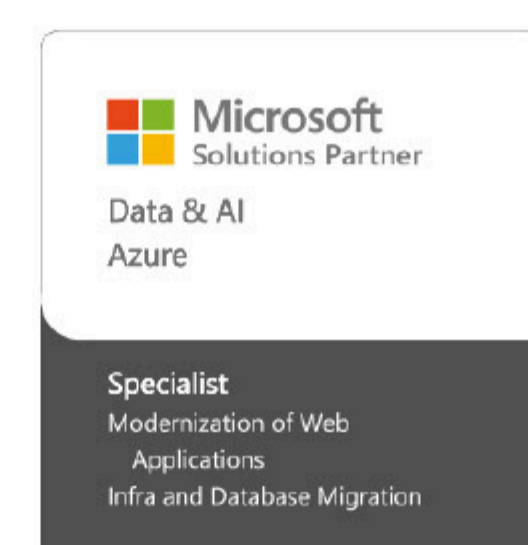 Microsoft
Solutions Partner
Data & AI
Azure
Specialist
Modernization of Web
Applications
Infra and Database Migration